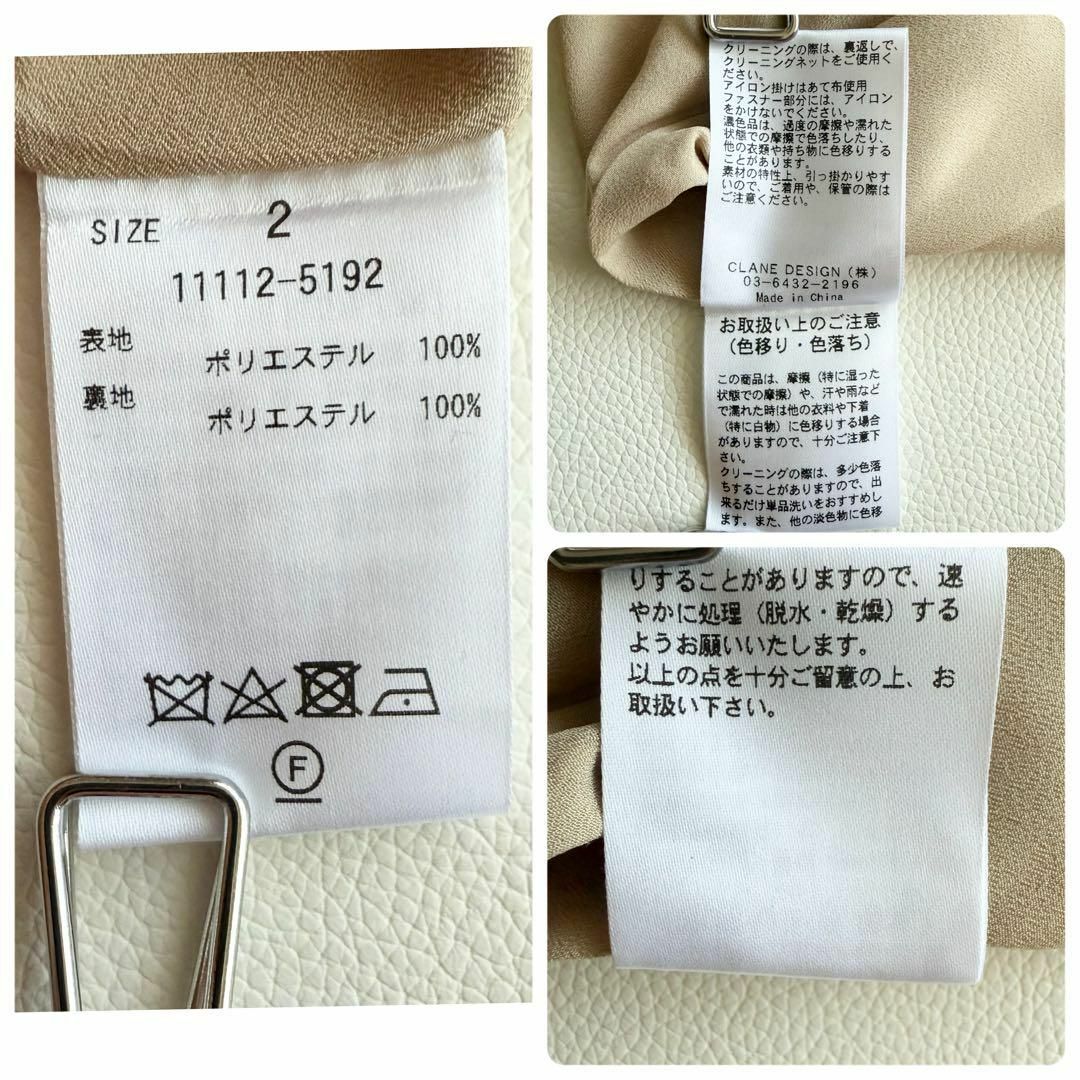 SIZE 2
11112-5192
表地 ポリエステル 100%
裏地 ポリエステル 100%
F
クリーニングの際は、裏返しで、
クリーニングネットをご使用く
ださい。
アイロン掛けはあて布使用
ファスナー部分には、アイロン
をかけないでください。
濃色品は、過度の摩擦や濡れた
状態での摩擦で色落ちしたり、
他の衣類や持ち物に色移りする
ことがあります。
素材の特性上、引っ掛かりやす
いので、ご着用や、保管の際は
ご注意ください。
CLANE DESIGN (株)
03-6432-2196
Made in China
お取扱い上のご注意
(色移り・色落ち)
この商品は、摩擦(特に湿った
状態での摩擦)や、汗や雨など
で濡れた時は他の衣料や下着
(特に白物)に色移りする場合
がありますので、十分ご注意下
さい。
クリーニングの際は、多少色落
ちすることがありますので、出
来るだけ単品洗いをおすすめし
ます。また、他の淡色物に色移
りすることがありますので、速
やかに処理(脱水・乾燥)する
ようお願いいたします。
以上の点を十分ご留意の上、お
取扱い下さい。